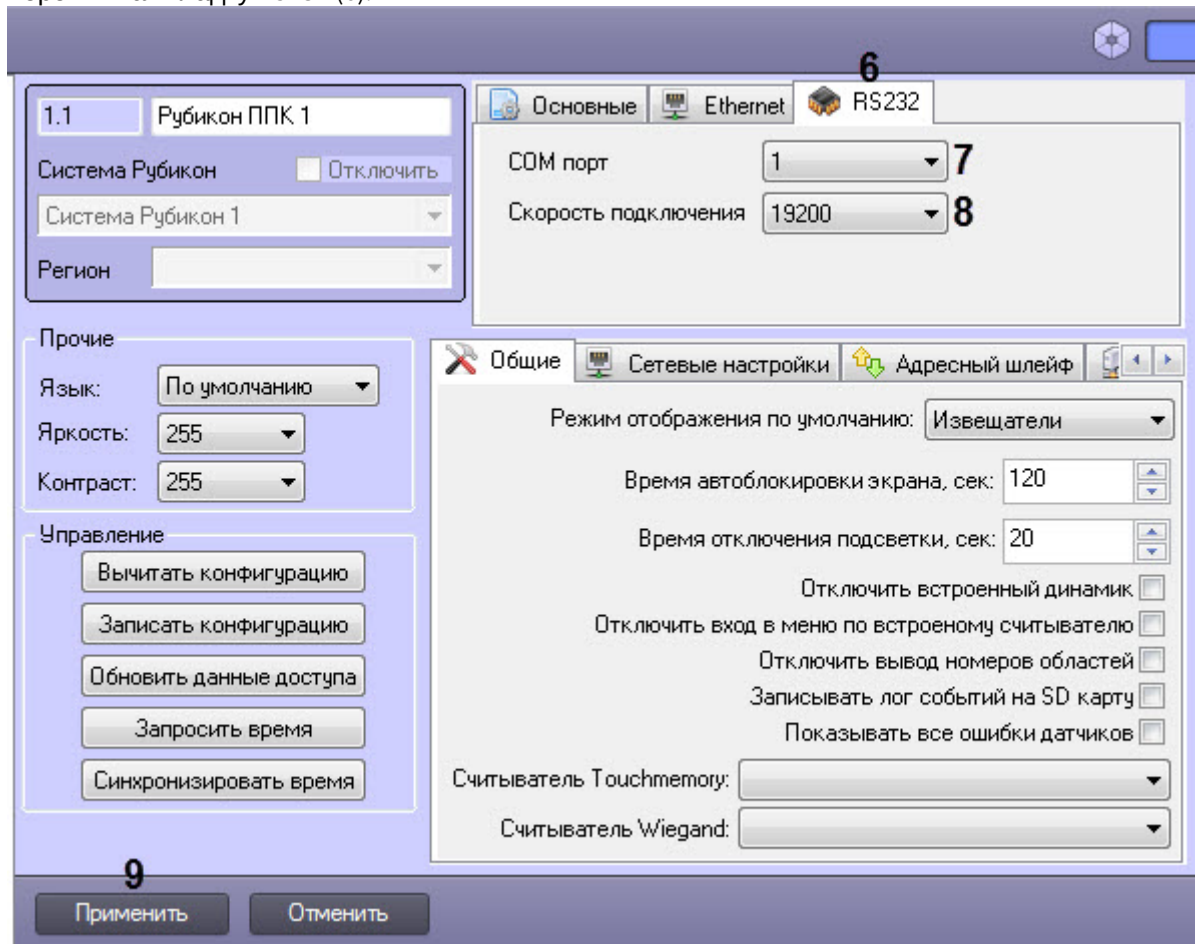 6
Основные Ethernet RS232
1.1 Рубикон ППК 1
COM порт 1 7
Система Рубикон Отключить
Скорость подключения 19200 8
Система Рубикон 1
Регион
Прочие
Язык: По умолчанию
Яркость: 255
Контраст: 255
Управление
Вычитать конфигурацию
Записать конфигурацию
Обновить данные доступа
Запросить время
Синхронизировать время
Общие Сетевые настройки Адресный шлейф
Режим отображения по умолчанию: Извещатели
Время автоблокировки экрана, сек: 120
Время отключения подсветки, сек: 20
Отключить встроенный динамик
Отключить вход в меню по встроеному считывателю
Отключить вывод номеров областей
Записывать лог событий на SD карту
Показывать все ошибки датчиков
Считыватель Touchmemory:
Считыватель Wiegand:
9
Применить Отменить